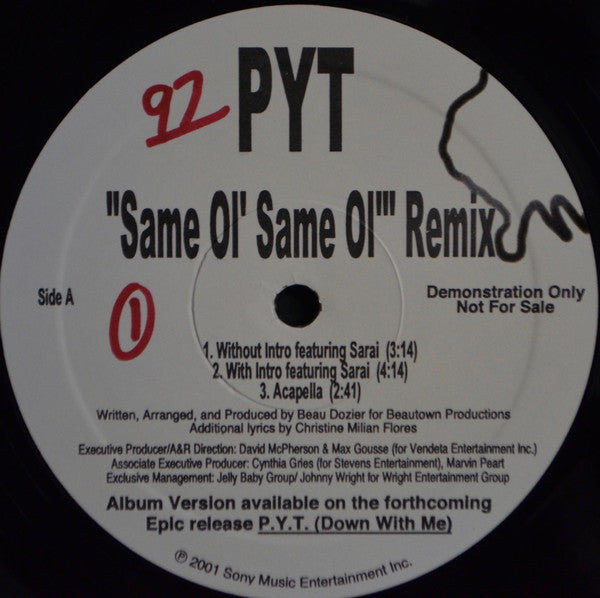 97 PYT
"Same Ol' Same Ol'" Remix
Side A
①
Demonstration Only
Not For Sale
1. Without Intro featuring Sarai (3:14)
2. With Intro featuring Sarai (4:14)
3. Acapella (2:41)
Written, Arranged, and Produced by Beau Dozier for Beautown Productions
Additional lyrics by Christine Milian Flores
Executive Producer/A&R Direction: David McPherson & Max Gousse (for Vendeta Entertainment Inc.)
Associate Executive Producer: Cynthia Gries (for Stevens Entertainment), Marvin Peart
Exclusive Management: Jelly Baby Group/ Johnny Wright for Wright Entertainment Group
Album Version available on the forthcoming
Epic release P.Y.T. (Down With Me)
℗ 2001 Sony Music Entertainment Inc.